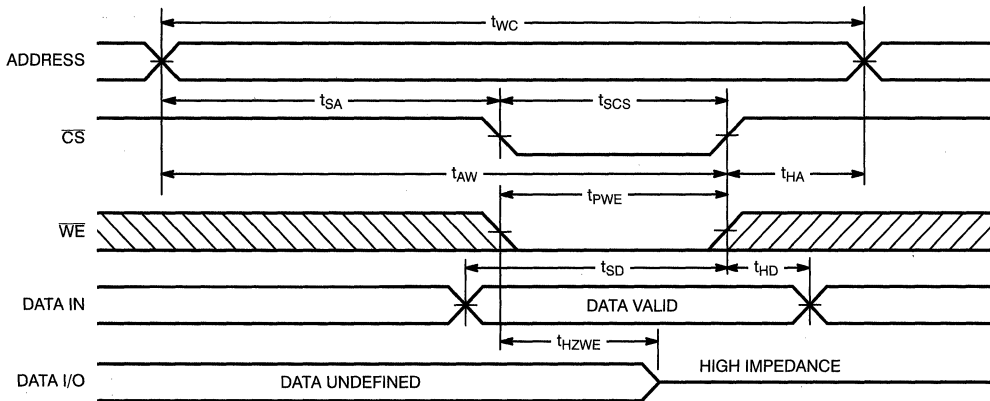 tWC
ADDRESS
tSA
tSCS
CS
tAW
tHA
tPWE
WE
tSD
tHD
DATA IN
DATA VALID
tHZWE
DATA I/O
DATA UNDEFINED
HIGH IMPEDANCE